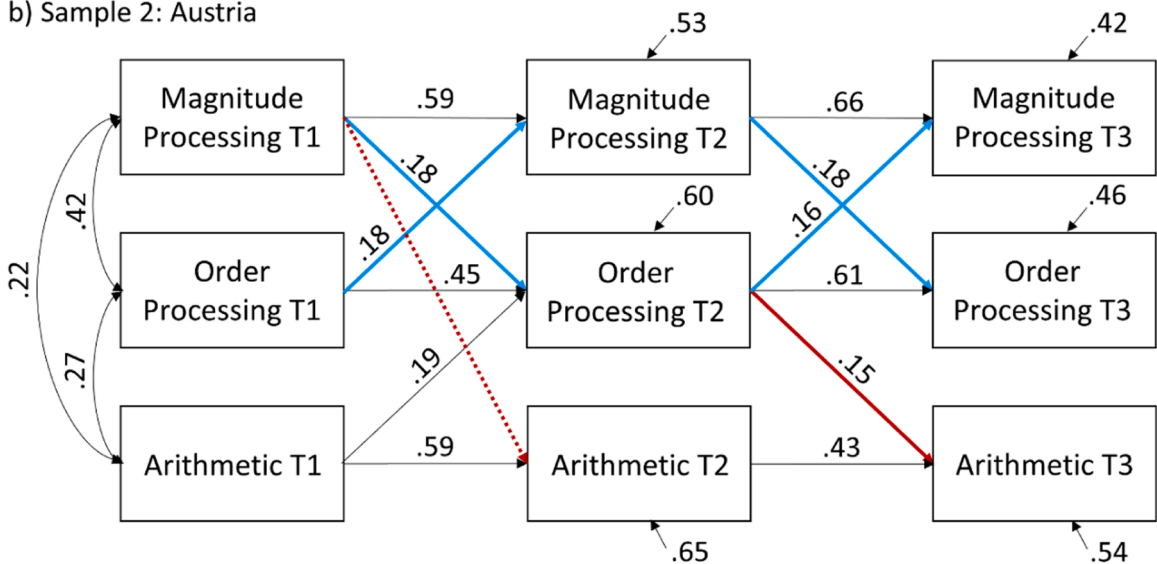 b) Sample 2: Austria
.53
.42
Magnitude
Processing T1
.59
Magnitude
Processing T2
.66
Magnitude
Processing T3
.18
.18
.42
.60
.46
.18
.16
.22
Order
Processing T1
.45
Order
Processing T2
.61
Order
Processing T3
.27
.19
.15
Arithmetic T1
.59
Arithmetic T2
.43
Arithmetic T3
.65
.54